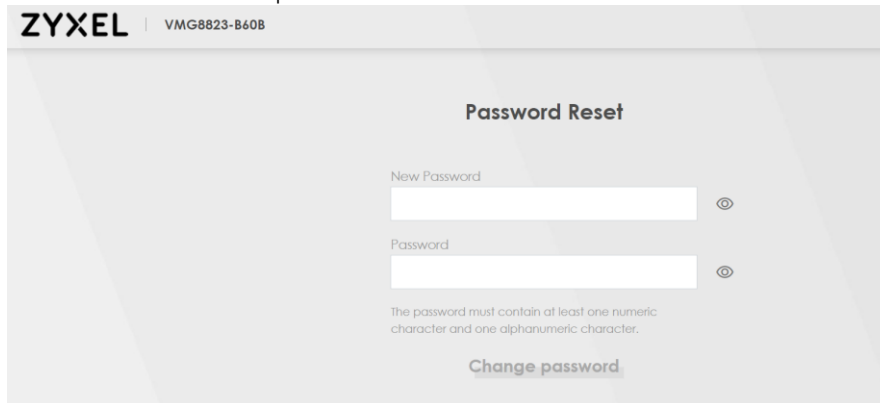 ZYXEL VMG8823-B60B
Password Reset
New Password
Password
The password must contain at least one numeric
character and one alphanumeric character.
Change password